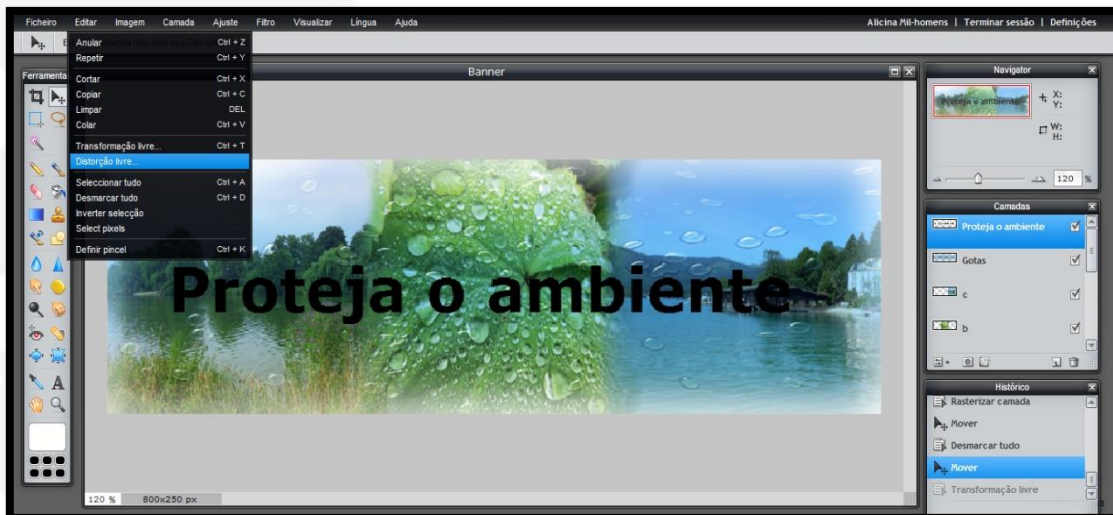 Ficheiro Editar Imagem Camada Ajuste Filtro Visualizar Língua Ajuda Alicina Mil-homens | Terminar sessão | Definições
Anular Ctrl + Z
Repetir Ctrl + Y
Cortar Ctrl + X
Copiar Ctrl + C
Limpar DEL
Colar Ctrl + V
Transformação livre... Ctrl + T
Distorção livre...
Seleccionar tudo Ctrl + A
Desmarcar tudo Ctrl + D
Inverter selecção
Select pixels
Definir pincel Ctrl + K
Ferramenta
Banner
Proteja o ambiente
120 % 800x250 px
Navigator
Proteja o ambiente
X:
Y:
W:
H:
120 %
Camadas
Proteja o ambiente
Gotas
c
b
Histórico
Rasterizar camada
Mover
Desmarcar tudo
Mover
Transformação livre